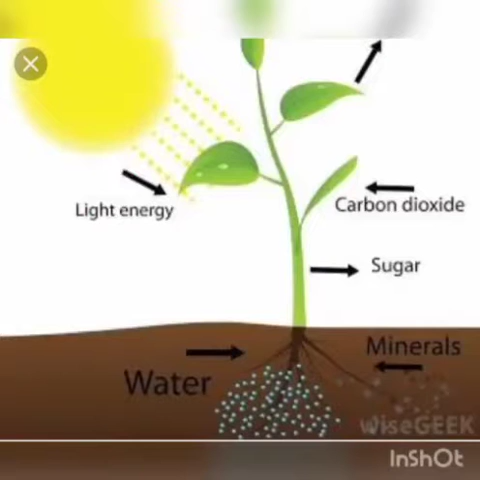 Light energy
Carbon dioxide
Sugar
Minerals
Water
wiseGEEK
InShOt